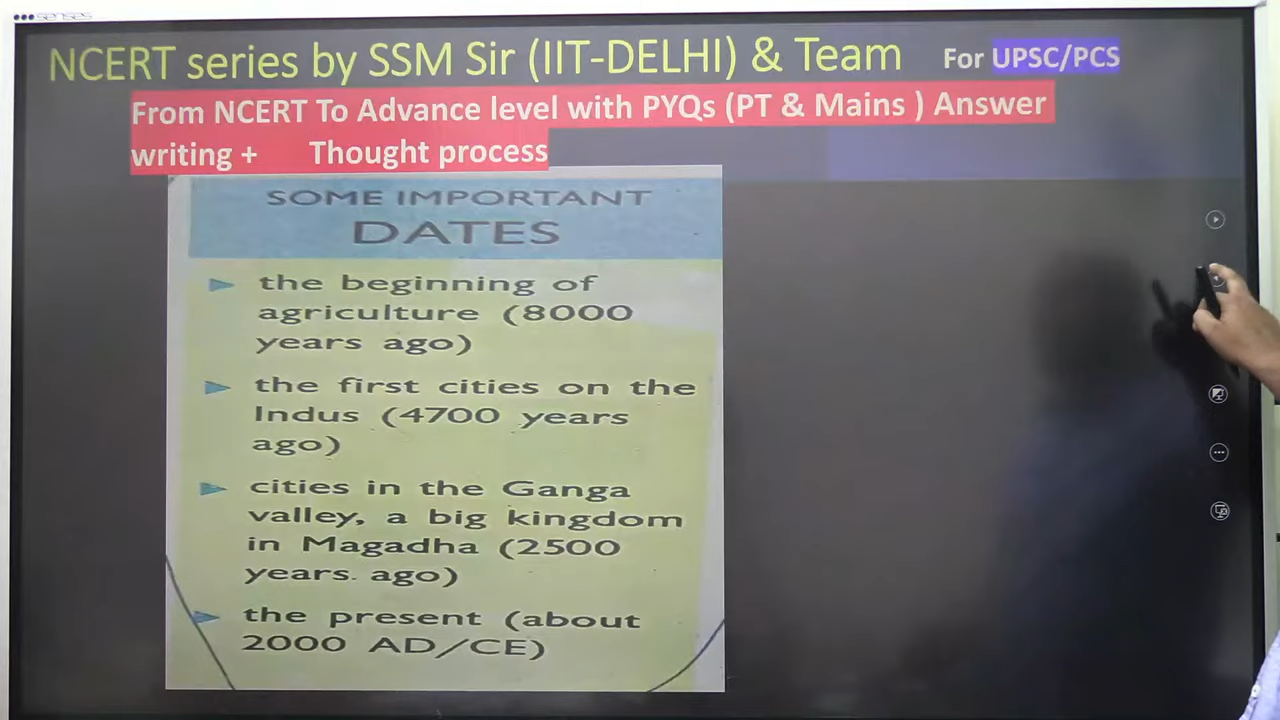 senses
NCERT series by SSM Sir (IIT-DELHI) & Team For UPSC/PCS
From NCERT To Advance level with PYQs (PT & Mains ) Answer
writing + Thought process
SOME IMPORTANT
DATES
the beginning of
agriculture (8000
years ago)
the first cities on the
Indus (4700 years
ago)
cities in the Ganga
valley, a big kingdom
in Magadha (2500
years. ago)
the present (about
2000 AD/CE)